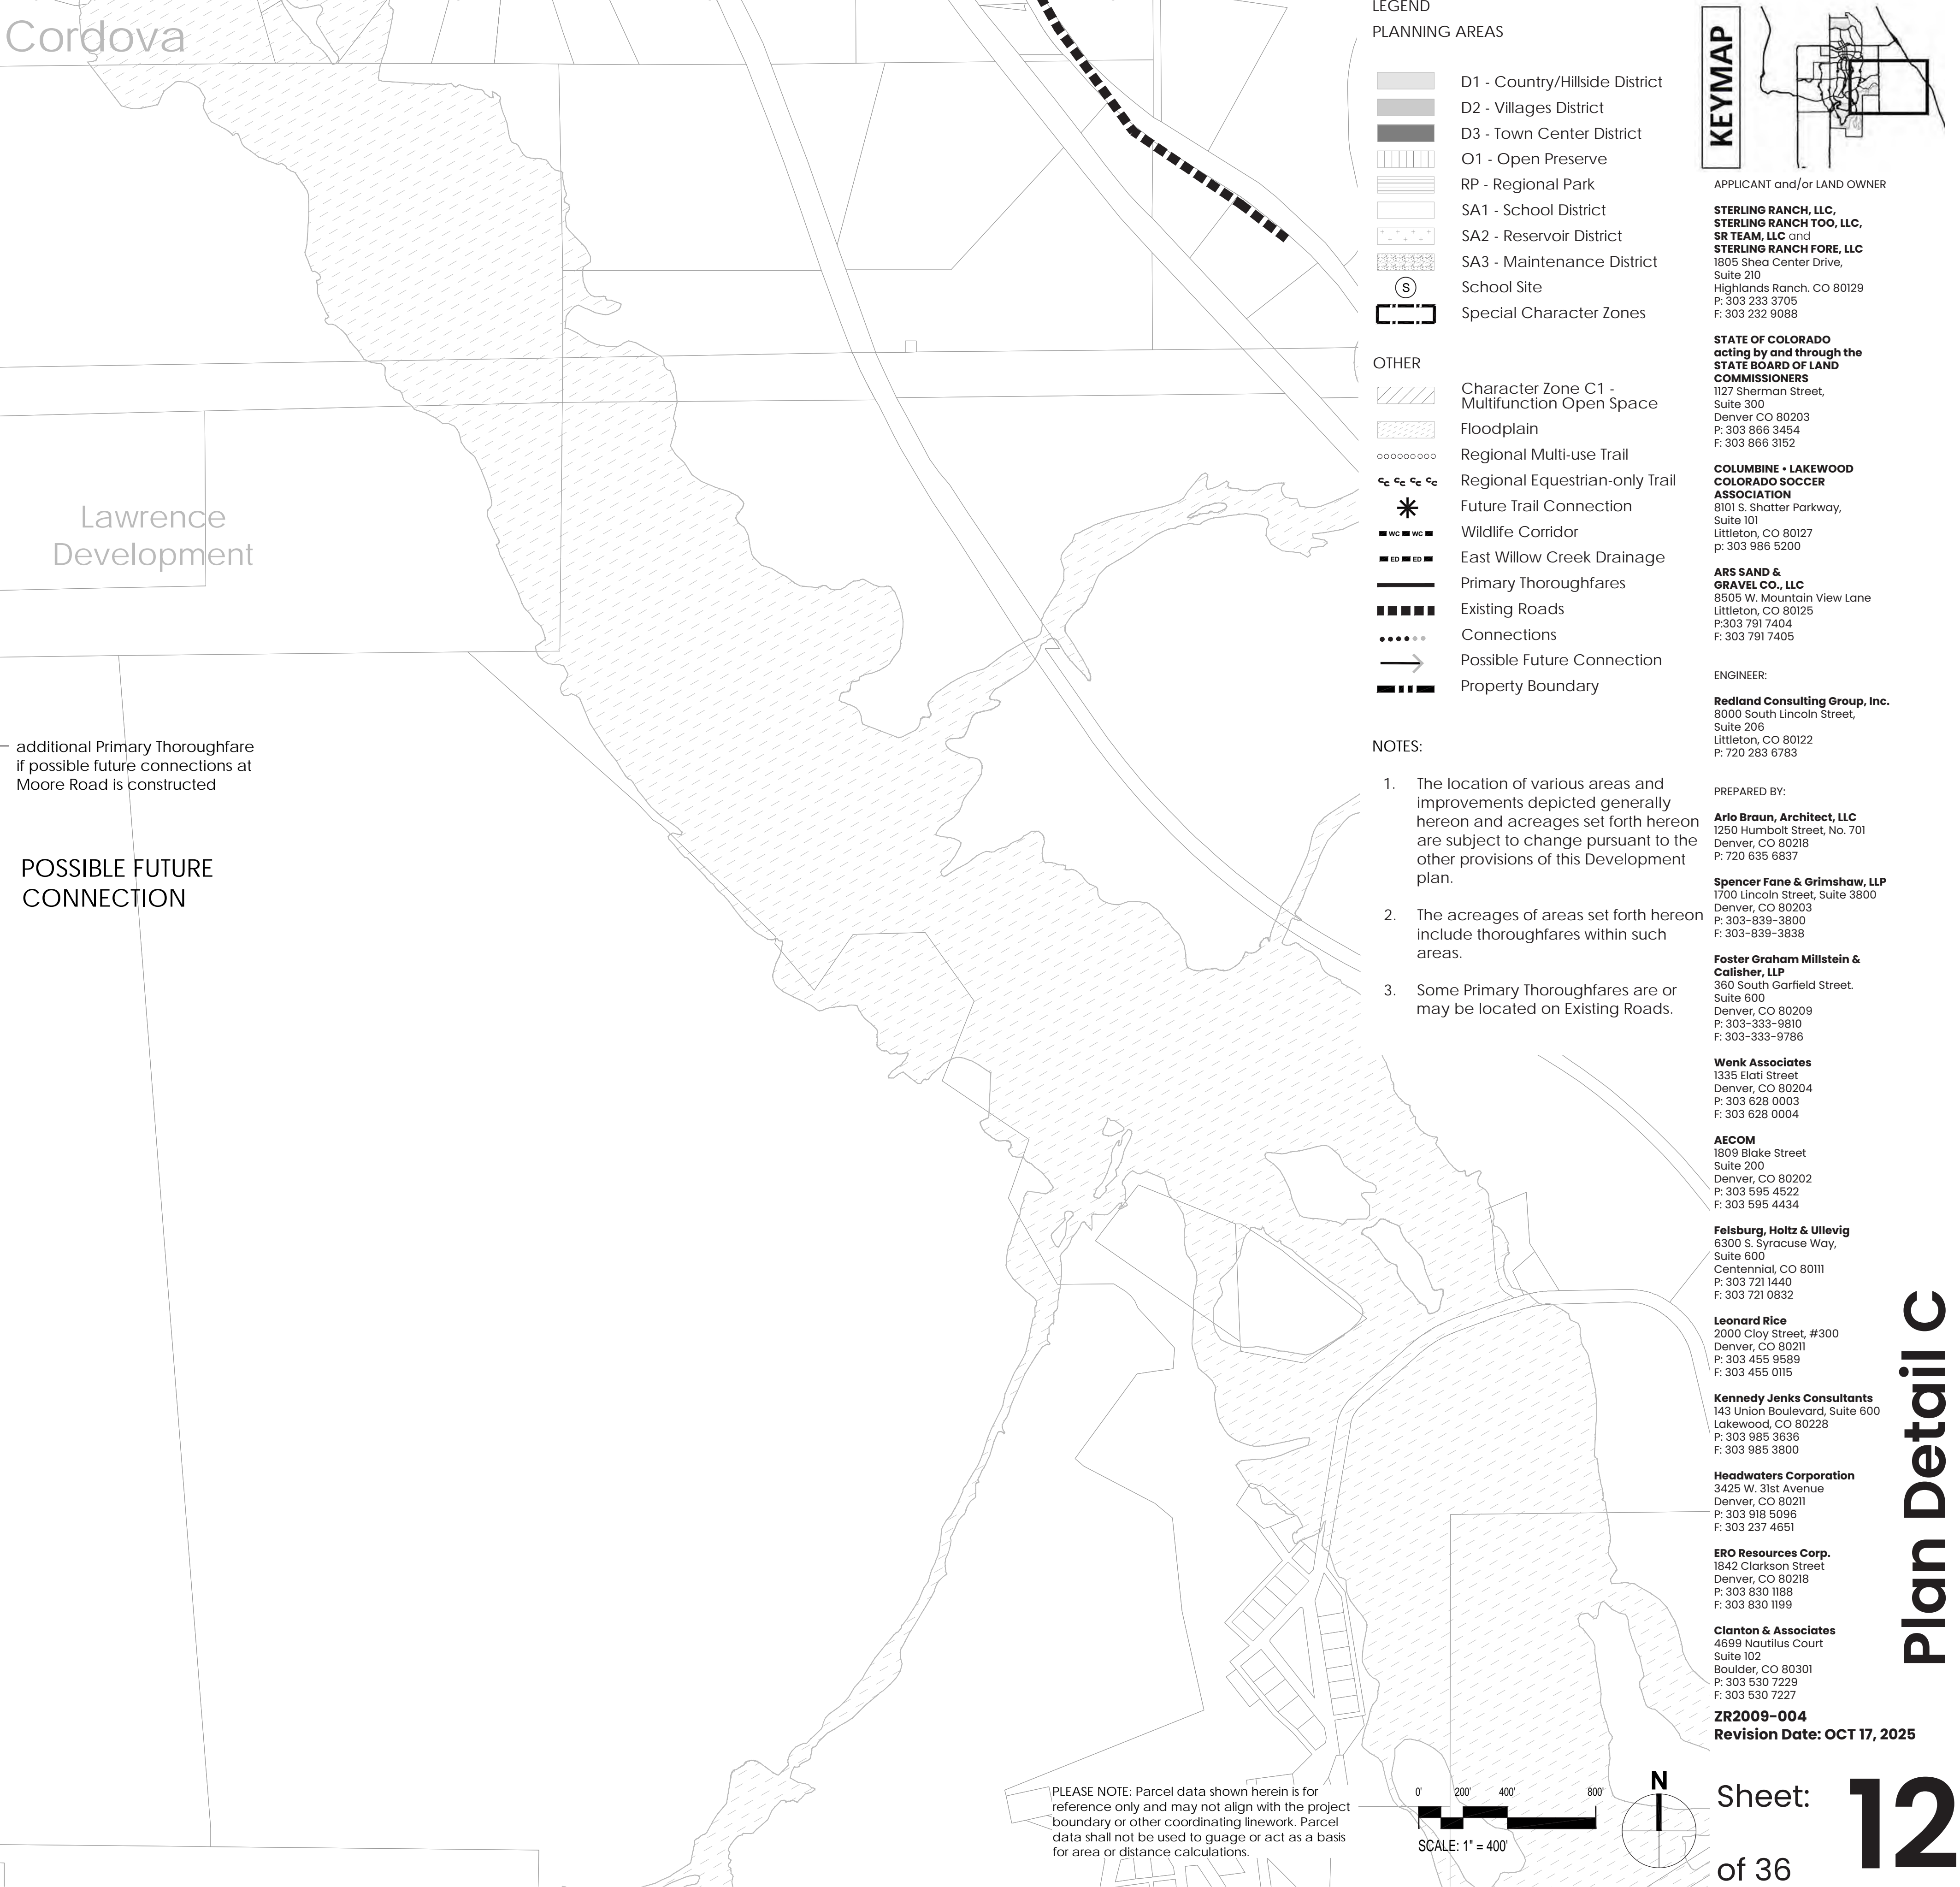 Cordova
Lawrence
Development
additional Primary Thoroughfare
if possible future connections at
Moore Road is constructed
POSSIBLE FUTURE
CONNECTION
LEGEND
PLANNING AREAS
D1 - Country/Hillside District
D2 - Villages District
D3 - Town Center District
O1 - Open Preserve
RP - Regional Park
SA1 - School District
SA2 - Reservoir District
SA3 - Maintenance District
S School Site
Special Character Zones
OTHER
Character Zone C1 -
Multifunction Open Space
Floodplain
Regional Multi-use Trail
Regional Equestrian-only Trail
Future Trail Connection
WC WC Wildlife Corridor
ED ED East Willow Creek Drainage
Primary Thoroughfares
Existing Roads
Connections
Possible Future Connection
Property Boundary
NOTES:
1. The location of various areas and
improvements depicted generally
hereon and acreages set forth hereon
are subject to change pursuant to the
other provisions of this Development
plan.
2. The acreages of areas set forth hereon
include thoroughfares within such
areas.
3. Some Primary Thoroughfares are or
may be located on Existing Roads.
PLEASE NOTE: Parcel data shown herein is for
reference only and may not align with the project
boundary or other coordinating linework. Parcel
data shall not be used to guage or act as a basis
for area or distance calculations.
0' 200' 400' 800'
SCALE: 1" = 400'
N
KEYMAP
APPLICANT and/or LAND OWNER
STERLING RANCH, LLC,
STERLING RANCH TOO, LLC,
SR TEAM, LLC and
STERLING RANCH FORE, LLC
1805 Shea Center Drive,
Suite 210
Highlands Ranch. CO 80129
P: 303 233 3705
F: 303 232 9088
STATE OF COLORADO
acting by and through the
STATE BOARD OF LAND
COMMISSIONERS
1127 Sherman Street,
Suite 300
Denver CO 80203
P: 303 866 3454
F: 303 866 3152
COLUMBINE • LAKEWOOD
COLORADO SOCCER
ASSOCIATION
8101 S. Shatter Parkway,
Suite 101
Littleton, CO 80127
p: 303 986 5200
ARS SAND &
GRAVEL CO., LLC
8505 W. Mountain View Lane
Littleton, CO 80125
P:303 791 7404
F: 303 791 7405
ENGINEER:
Redland Consulting Group, Inc.
8000 South Lincoln Street,
Suite 206
Littleton, CO 80122
P: 720 283 6783
PREPARED BY:
Arlo Braun, Architect, LLC
1250 Humbolt Street, No. 701
Denver, CO 80218
P: 720 635 6837
Spencer Fane & Grimshaw, LLP
1700 Lincoln Street, Suite 3800
Denver, CO 80203
P: 303-839-3800
F: 303-839-3838
Foster Graham Millstein &
Calisher, LLP
360 South Garfield Street.
Suite 600
Denver, CO 80209
P: 303-333-9810
F: 303-333-9786
Wenk Associates
1335 Elati Street
Denver, CO 80204
P: 303 628 0003
F: 303 628 0004
AECOM
1809 Blake Street
Suite 200
Denver, CO 80202
P: 303 595 4522
F: 303 595 4434
Felsburg, Holtz & Ullevig
6300 S. Syracuse Way,
Suite 600
Centennial, CO 80111
P: 303 721 1440
F: 303 721 0832
Leonard Rice
2000 Cloy Street, #300
Denver, CO 80211
P: 303 455 9589
F: 303 455 0115
Kennedy Jenks Consultants
143 Union Boulevard, Suite 600
Lakewood, CO 80228
P: 303 985 3636
F: 303 985 3800
Headwaters Corporation
3425 W. 31st Avenue
Denver, CO 80211
P: 303 918 5096
F: 303 237 4651
ERO Resources Corp.
1842 Clarkson Street
Denver, CO 80218
P: 303 830 1188
F: 303 830 1199
Clanton & Associates
4699 Nautilus Court
Suite 102
Boulder, CO 80301
P: 303 530 7229
F: 303 530 7227
ZR2009-004
Revision Date: OCT 17, 2025
Plan Detail C
Sheet: 12
of 36